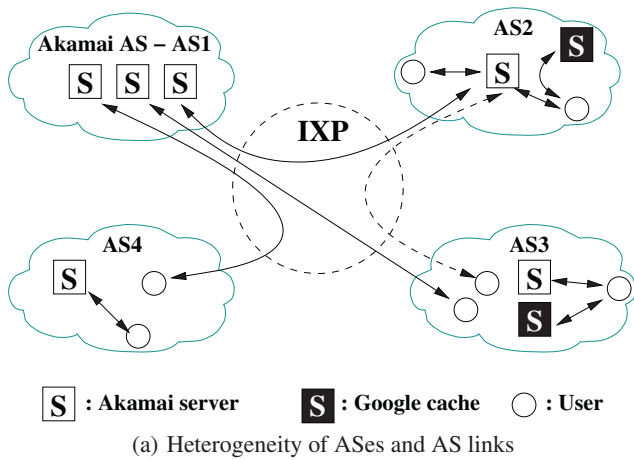 Akamai AS – AS1
S S S
AS2
S
S
IXP
AS4
S
AS3
S
S
S : Akamai server S : Google cache : User
(a) Heterogeneity of ASes and AS links